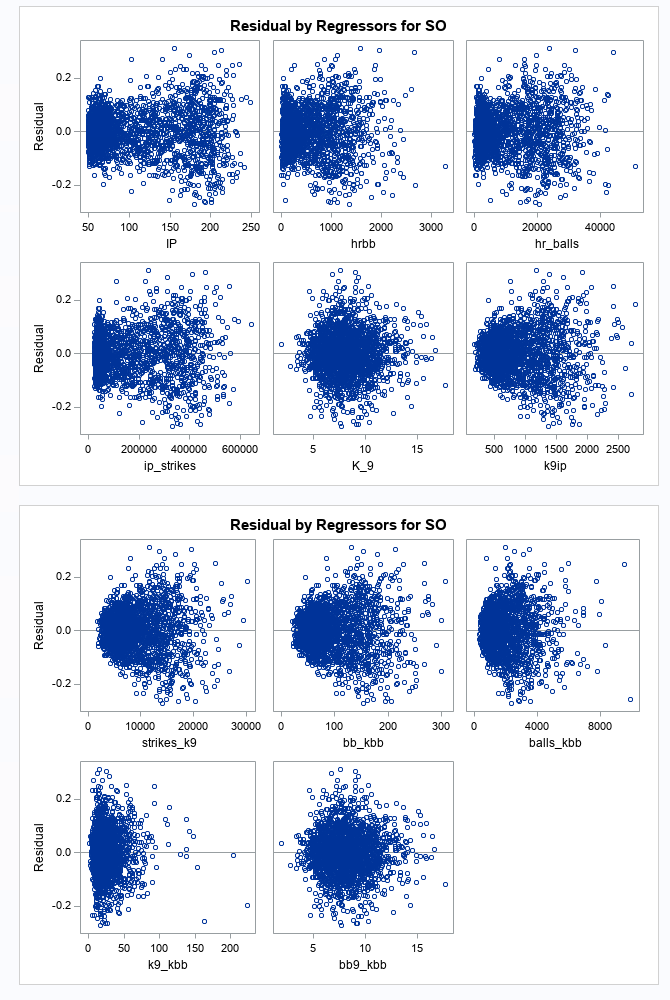 Residual by Regressors for SO
Residual
0.2
0.0
-0.2
50 100 150 200 250
IP
0 1000 2000 3000
hrbb
0 20000 40000
hr_balls
Residual
0.2
0.0
-0.2
0 200000 400000 600000
ip_strikes
5 10 15
K_9
500 1000 1500 2000 2500
k9ip
Residual by Regressors for SO
Residual
0.2
0.0
-0.2
0 10000 20000 30000
strikes_k9
0 100 200 300
bb_kbb
0 4000 8000
balls_kbb
Residual
0.2
0.0
-0.2
0 50 100 150 200
k9_kbb
5 10 15
bb9_kbb